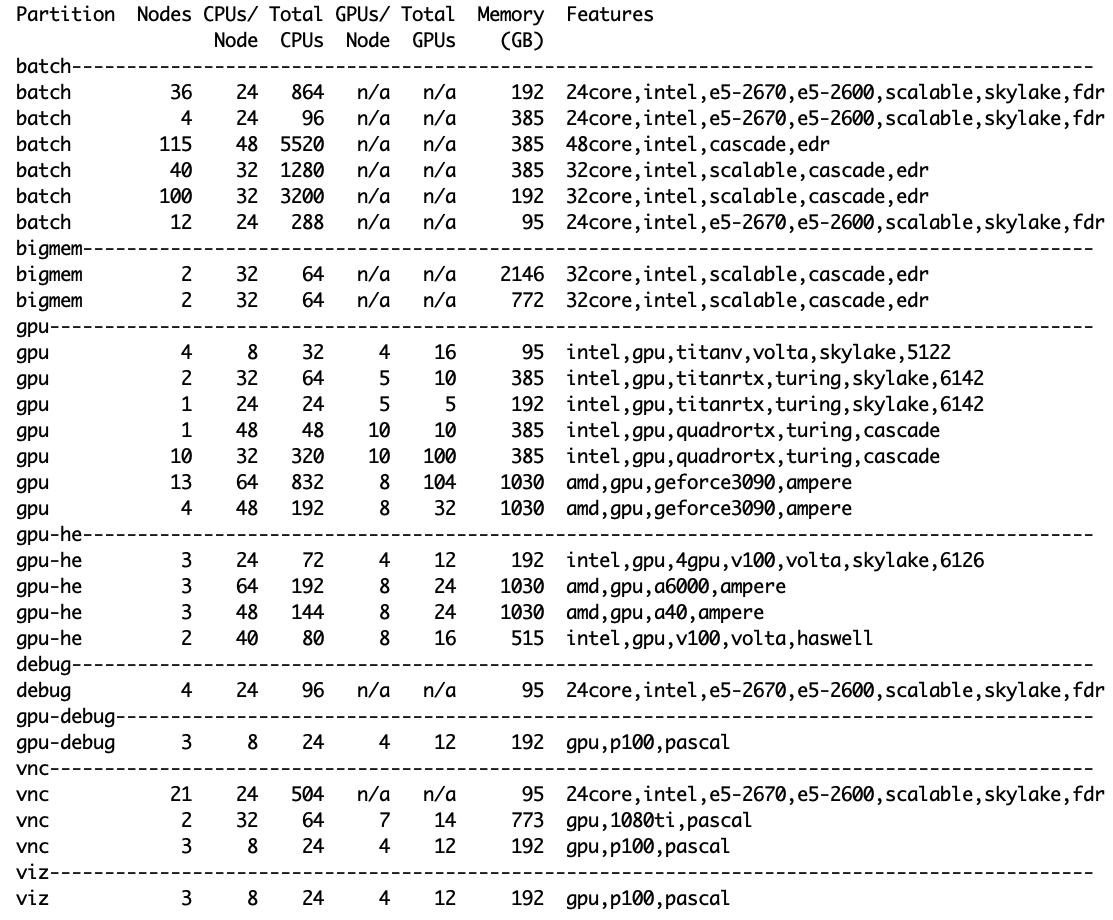 Partition  Nodes CPUs/ Total GPUs/ Total  Memory  Features
                  Node  CPUs  Node  GPUs    (GB)
batch---------------------------------------------------------------------------------------------
batch         36    24   864   n/a   n/a     192  24core,intel,e5-2670,e5-2600,scalable,skylake,fdr
batch          4    24    96   n/a   n/a     385  24core,intel,e5-2670,e5-2600,scalable,skylake,fdr
batch        115    48  5520   n/a   n/a     385  48core,intel,cascade,edr
batch         40    32  1280   n/a   n/a     385  32core,intel,scalable,cascade,edr
batch        100    32  3200   n/a   n/a     192  32core,intel,scalable,cascade,edr
batch         12    24   288   n/a   n/a      95  24core,intel,e5-2670,e5-2600,scalable,skylake,fdr
bigmem--------------------------------------------------------------------------------------------
bigmem         2    32    64   n/a   n/a    2146  32core,intel,scalable,cascade,edr
bigmem         2    32    64   n/a   n/a     772  32core,intel,scalable,cascade,edr
gpu-----------------------------------------------------------------------------------------------
gpu            4     8    32     4    16      95  intel,gpu,titanv,volta,skylake,5122
gpu            2    32    64     5    10     385  intel,gpu,titanrtx,turing,skylake,6142
gpu            1    24    24     5     5     192  intel,gpu,titanrtx,turing,skylake,6142
gpu            1    48    48    10    10     385  intel,gpu,quadrortx,turing,cascade
gpu           10    32   320    10   100     385  intel,gpu,quadrortx,turing,cascade
gpu           13    64   832     8   104    1030  amd,gpu,geforce3090,ampere
gpu            4    48   192     8    32    1030  amd,gpu,geforce3090,ampere
gpu-he--------------------------------------------------------------------------------------------
gpu-he         3    24    72     4    12     192  intel,gpu,4gpu,v100,volta,skylake,6126
gpu-he         3    64   192     8    24    1030  amd,gpu,a6000,ampere
gpu-he         3    48   144     8    24    1030  amd,gpu,a40,ampere
gpu-he         2    40    80     8    16     515  intel,gpu,v100,volta,haswell
debug---------------------------------------------------------------------------------------------
debug          4    24    96   n/a   n/a      95  24core,intel,e5-2670,e5-2600,scalable,skylake,fdr
gpu-debug-----------------------------------------------------------------------------------------
gpu-debug      3     8    24     4    12     192  gpu,p100,pascal
vnc-----------------------------------------------------------------------------------------------
vnc           21    24   504   n/a   n/a      95  24core,intel,e5-2670,e5-2600,scalable,skylake,fdr
vnc            2    32    64     7    14     773  gpu,1080ti,pascal
vnc            3     8    24     4    12     192  gpu,p100,pascal
viz-----------------------------------------------------------------------------------------------
viz            3     8    24     4    12     192  gpu,p100,pascal